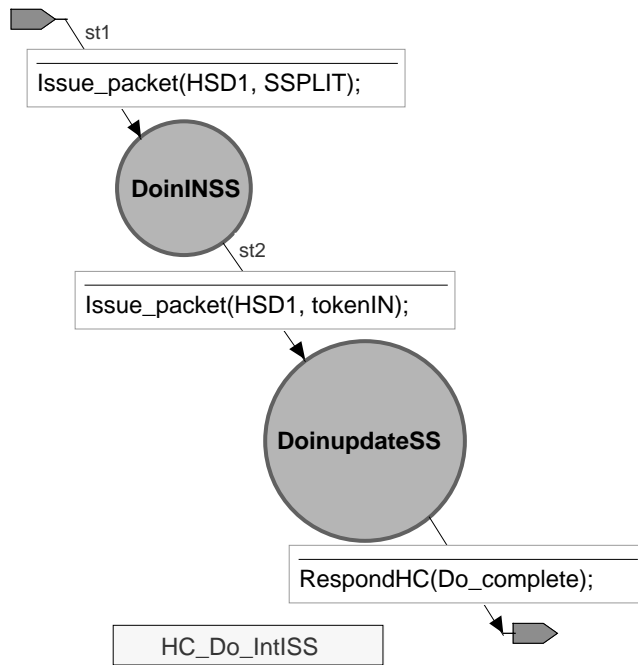 st1
Issue_packet(HSD1, SSPLIT);
DoinINSS
st2
Issue_packet(HSD1, tokenIN);
DoinupdateSS
RespondHC(Do_complete);
HC_Do_IntISS